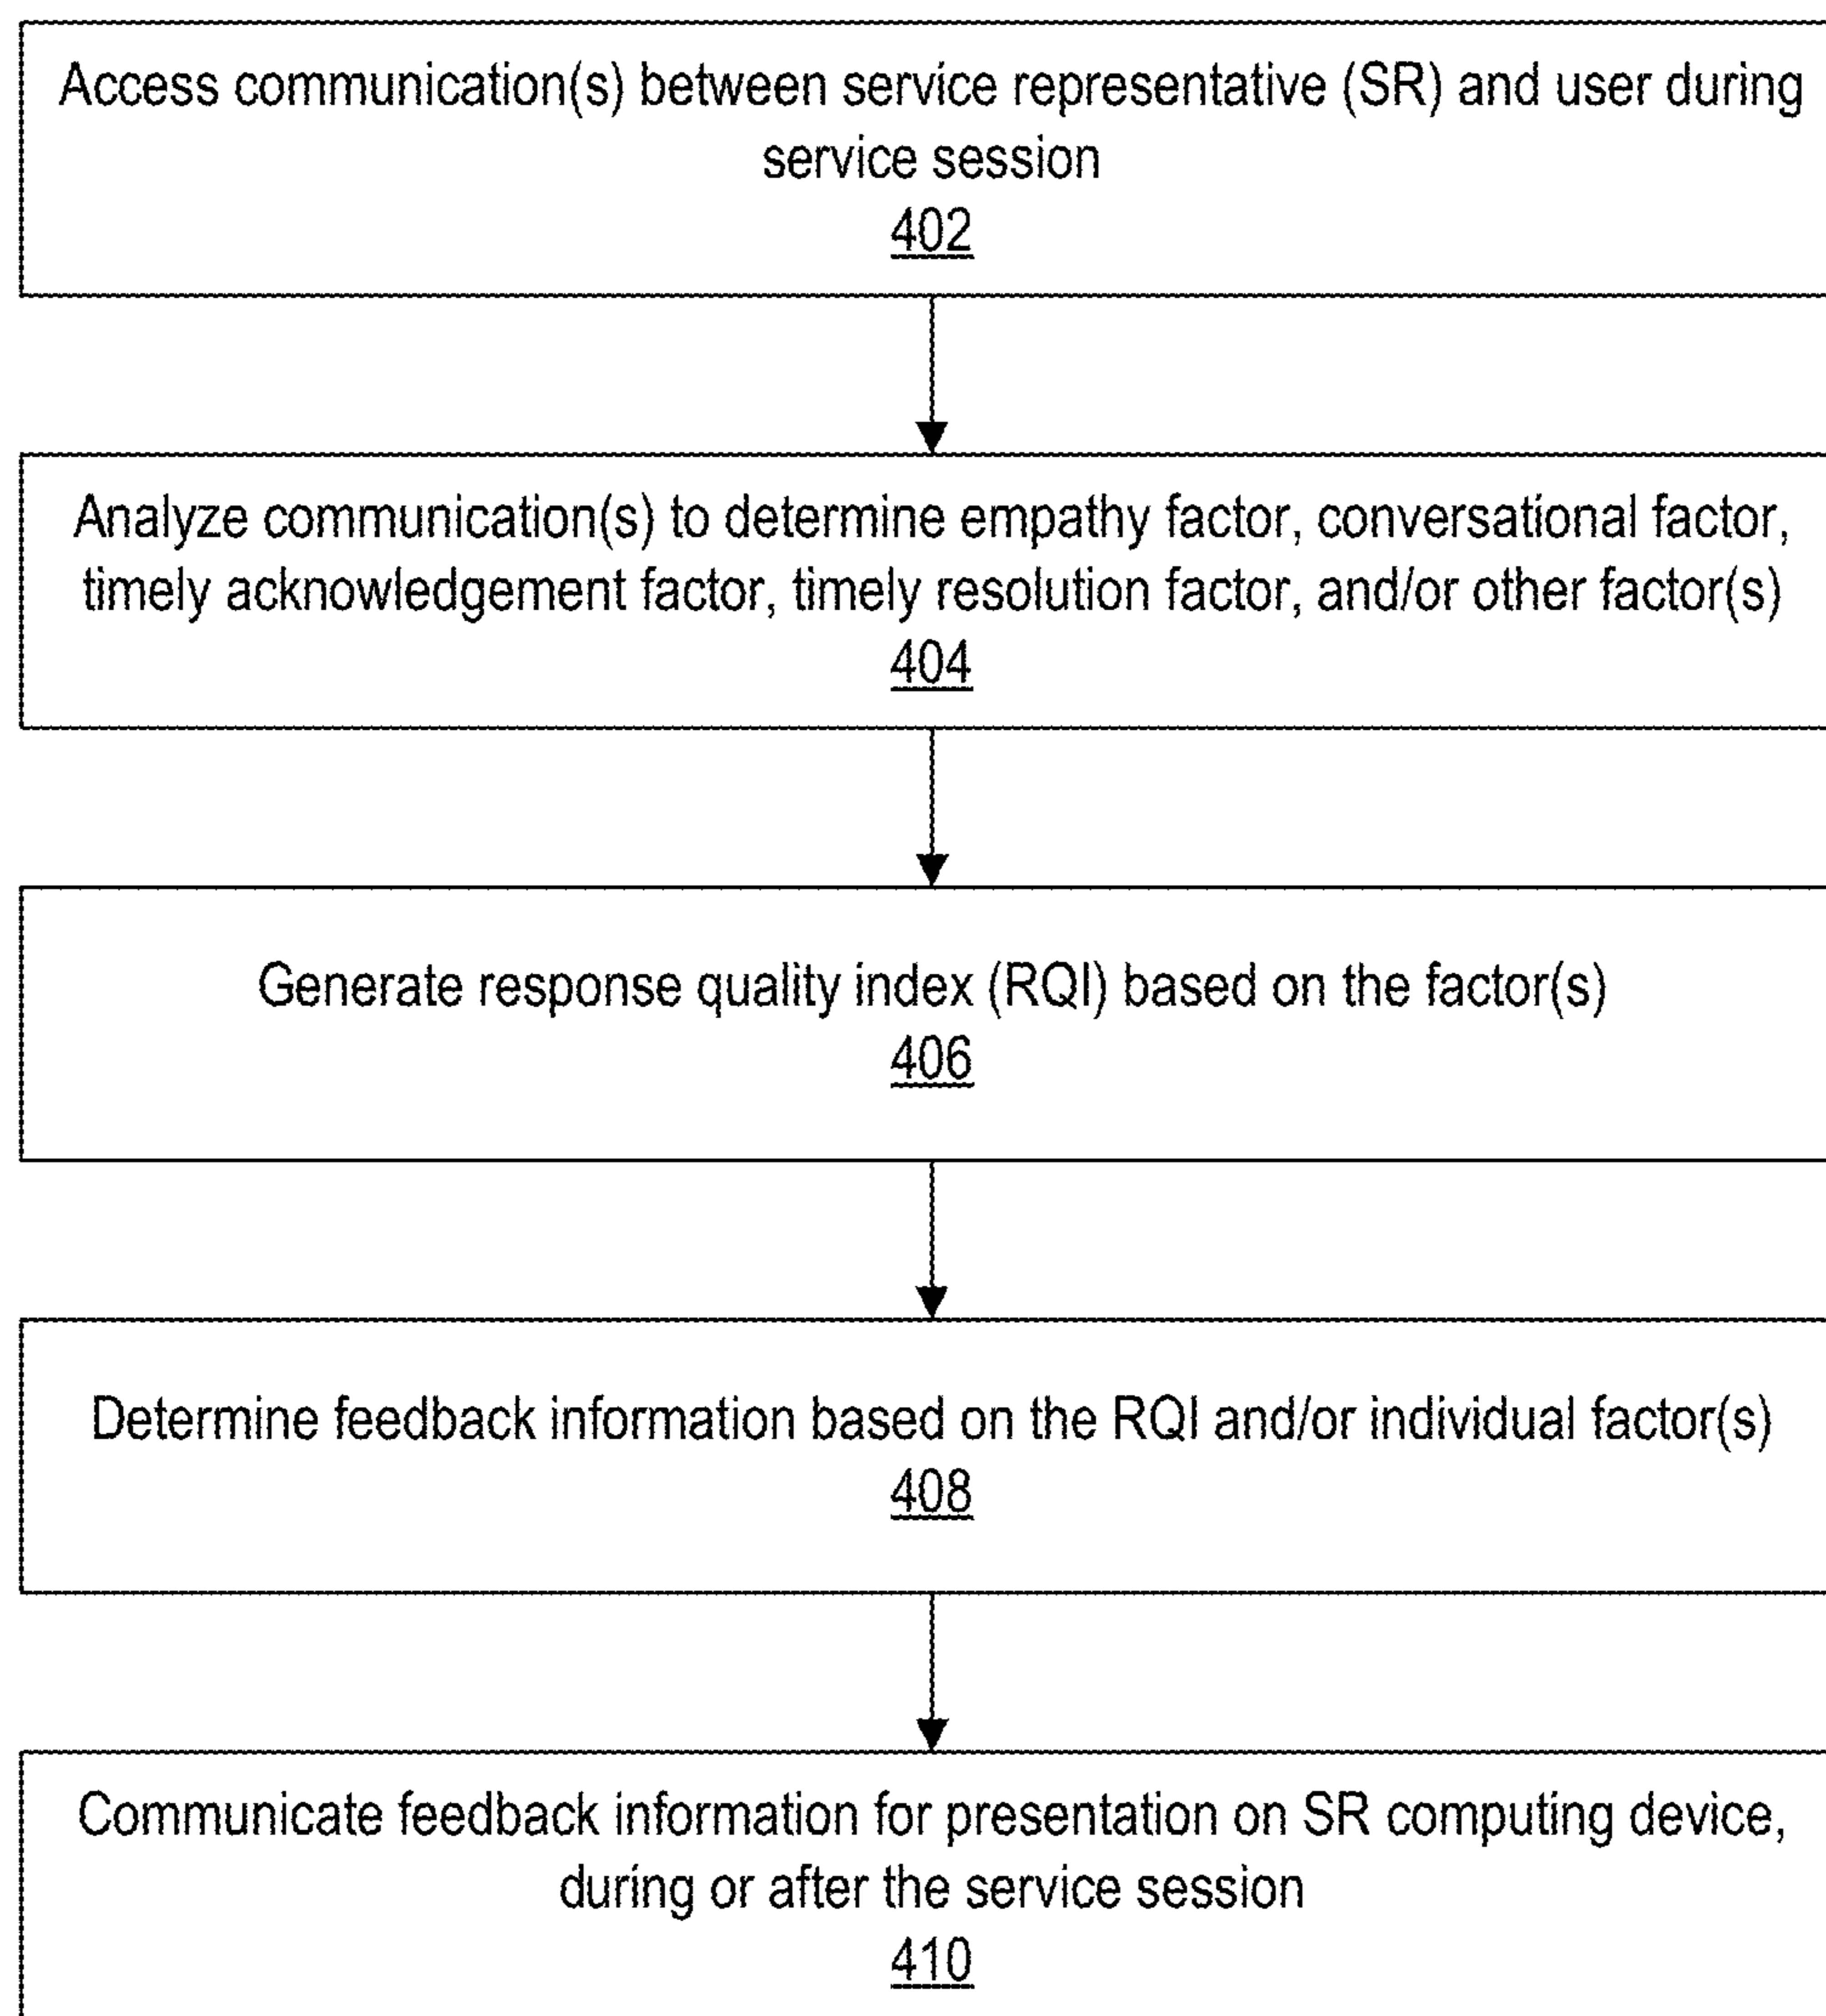 Access communication(s) between service representative (SR) and user during
service session
402
Analyze communication(s) to determine empathy factor, conversational factor,
timely acknowledgement factor, timely resolution factor, and/or other factor(s)
404
Generate response quality index (RQI) based on the factor(s)
406
Determine feedback information based on the RQI and/or individual factor(s)
408
Communicate feedback information for presentation on SR computing device,
during or after the service session
410